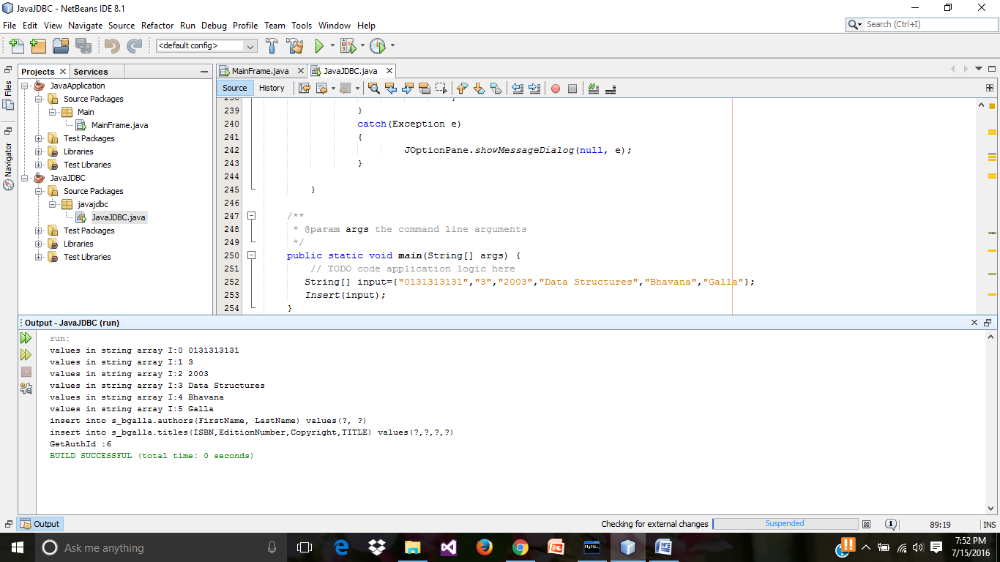 JavaJDBC - NetBeans IDE 8.1
File Edit View Navigate Source Refactor Run Debug Profile Team Tools Window Help
Search (Ctrl+I)
<default config>
Files
Navigator
Projects
Services
JavaApplication
Source Packages
Main
MainFrame.java
Test Packages
Libraries
Test Libraries
JavaJDBC
Source Packages
javajdbc
JavaJDBC.java
Test Packages
Libraries
Test Libraries
MainFrame.java
JavaJDBC.java
Source
History
238 }
239 }
240 catch(Exception e)
241 {
242 JOptionPane.showMessageDialog(null, e);
243 }
244
245 }
246
247 /**
248 * @param args the command line arguments
249 */
250 public static void main(String[] args) {
251 // TODO code application logic here
252 String[] input={"0131313131","3","2003","Data Structures","Bhavana","Galla"};
253 Insert(input);
254 }
Output - JavaJDBC (run)
run:
values in string array I:0 0131313131
values in string array I:1 3
values in string array I:2 2003
values in string array I:3 Data Structures
values in string array I:4 Bhavana
values in string array I:5 Galla
insert into s_bgalla.authors(FirstName, LastName) values(?, ?)
insert into s_bgalla.titles(ISBN,EditionNumber,Copyright,TITLE) values(?,?,?,?)
GetAuthId :6
BUILD SUCCESSFUL (total time: 0 seconds)
Output
Checking for external changes
Suspended
1
89:19
INS
Ask me anything
7:52 PM
7/15/2016